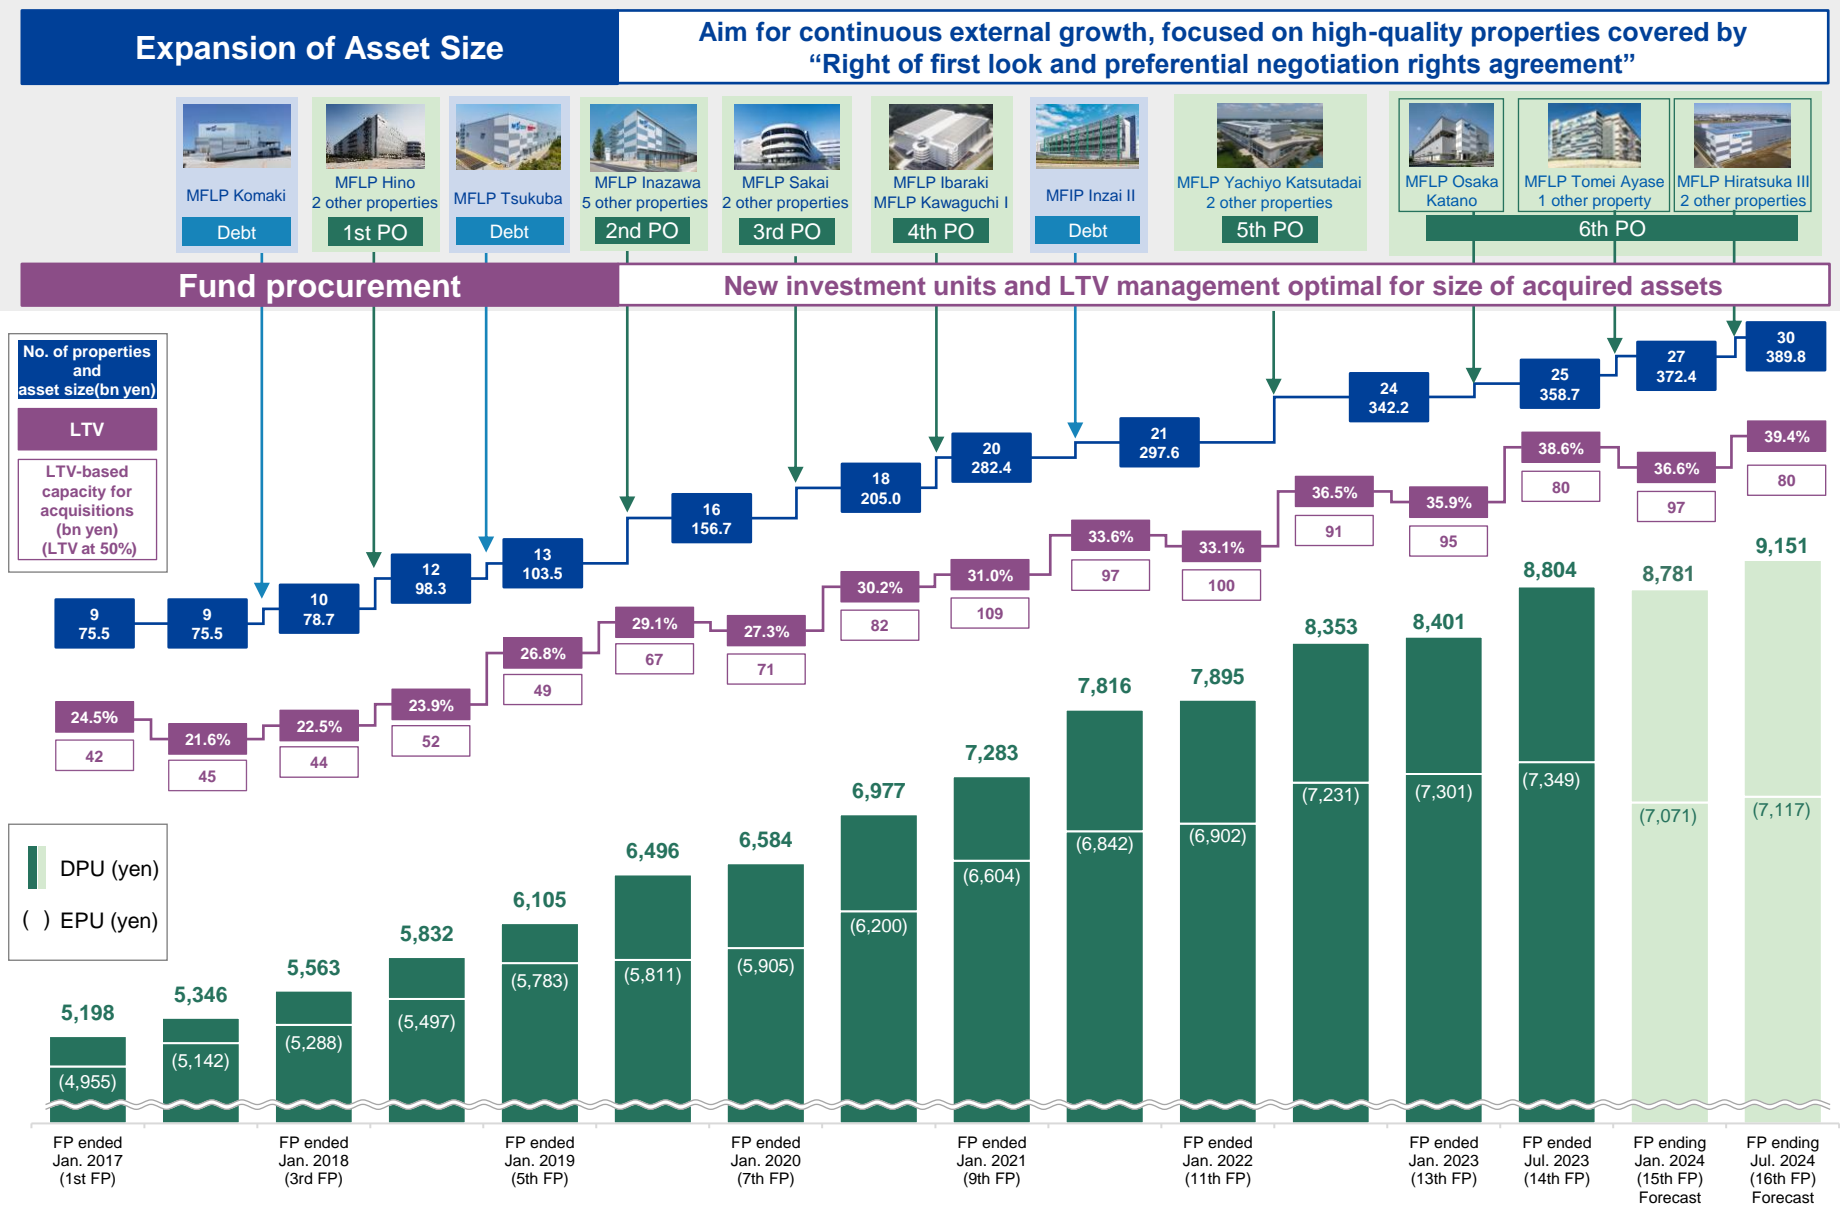 Expansion of Asset Size
Aim for continuous external growth, focused on high-quality properties covered by
“Right of first look and preferential negotiation rights agreement”
MFLP Komaki
Debt
MFLP Hino
2 other properties
1st PO
MFLP Tsukuba
Debt
MFLP Inazawa
5 other properties
2nd PO
MFLP Sakai
2 other properties
3rd PO
MFLP Ibaraki
MFLP Kawaguchi I
4th PO
MFIP Inzai II
Debt
MFLP Yachiyo Katsutadai
2 other properties
5th PO
MFLP Osaka
Katano
MFLP Tomei Ayase
1 other property
MFLP Hiratsuka III
2 other properties
6th PO
Fund procurement
New investment units and LTV management optimal for size of acquired assets
No. of properties
and
asset size(bn yen)
LTV
LTV-based
capacity for
acquisitions
(bn yen)
(LTV at 50%)
9
75.5
9
75.5
10
78.7
12
98.3
13
103.5
16
156.7
18
205.0
20
282.4
21
297.6
24
342.2
25
358.7
27
372.4
30
389.8
24.5%
42
21.6%
45
22.5%
44
23.9%
52
26.8%
49
29.1%
67
27.3%
71
30.2%
82
31.0%
109
33.6%
97
33.1%
100
36.5%
91
35.9%
95
38.6%
80
36.6%
97
39.4%
80
DPU (yen)
( ) EPU (yen)
5,198
(4,955)
5,346
(5,142)
5,563
(5,288)
5,832
(5,497)
6,105
(5,783)
6,496
(5,811)
6,584
(5,905)
6,977
(6,200)
7,283
(6,604)
7,816
(6,842)
7,895
(6,902)
8,353
(7,231)
8,401
(7,301)
8,804
(7,349)
8,781
(7,071)
9,151
(7,117)
FP ended
Jan. 2017
(1st FP)
FP ended
Jan. 2018
(3rd FP)
FP ended
Jan. 2019
(5th FP)
FP ended
Jan. 2020
(7th FP)
FP ended
Jan. 2021
(9th FP)
FP ended
Jan. 2022
(11th FP)
FP ended
Jan. 2023
(13th FP)
FP ended
Jul. 2023
(14th FP)
FP ending
Jan. 2024
(15th FP)
Forecast
FP ending
Jul. 2024
(16th FP)
Forecast